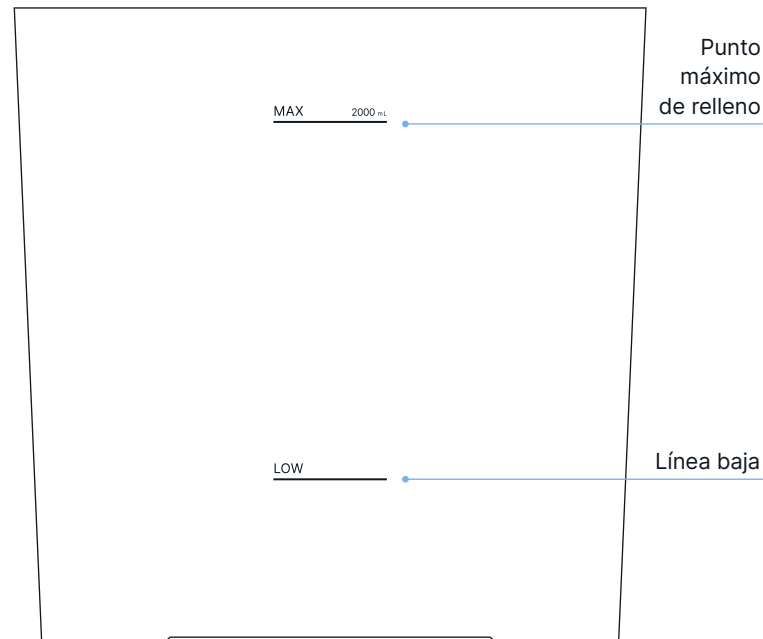 Punto
máximo
de relleno
MAX 2000 mL
Línea baja
LOW